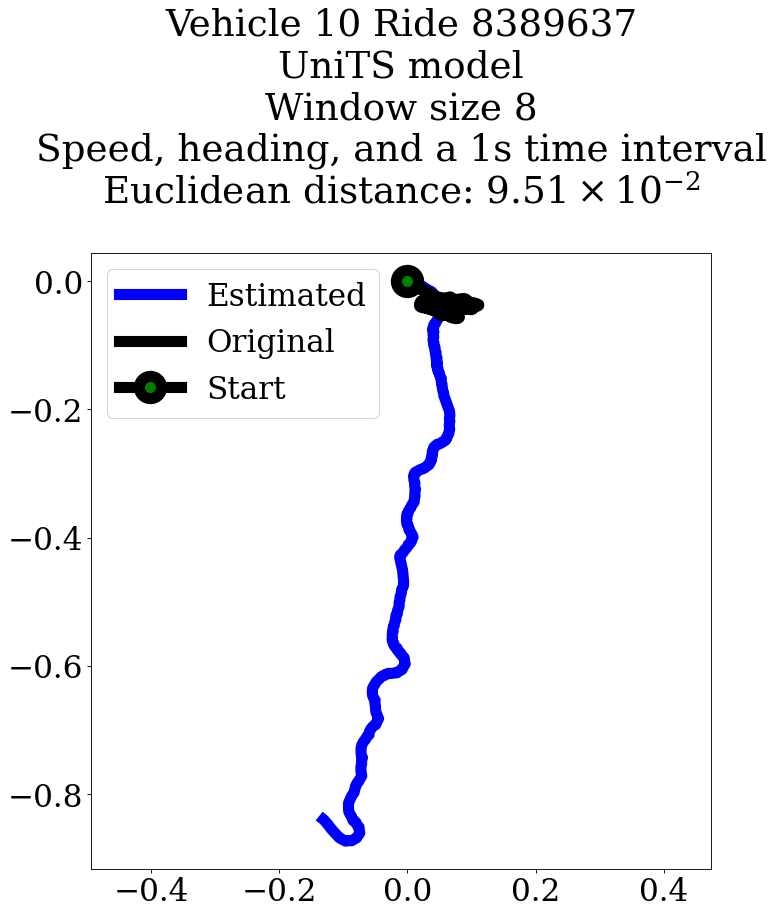 Vehicle 10 Ride 8389637
UniTS model
Window size 8
Speed, heading, and a 1s time interval
Euclidean distance: 9.51 × 10⁻²
Estimated
Original
Start
0.0
−0.2
−0.4
−0.6
−0.8
−0.4 −0.2 0.0 0.2 0.4